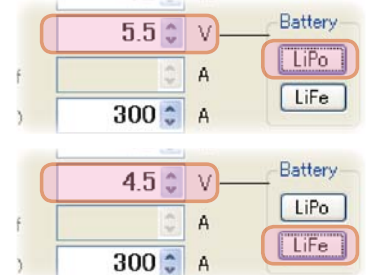 5.5 V
Battery
LiPo
A
LiFe
300 A
4.5 V
Battery
LiPo
A
LiFe
300 A